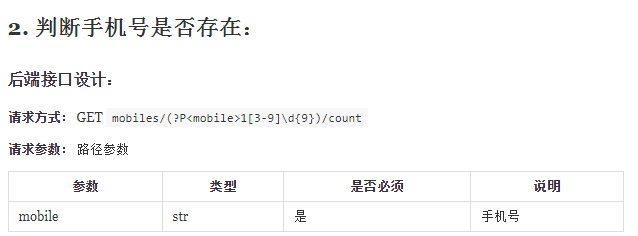 2. 判断手机号是否存在：
后端接口设计：
请求方式： GET mobiles/(?P<mobile>1[3-9]\d{9})/count
请求参数： 路径参数
参数 类型 是否必须 说明
mobile str 是 手机号